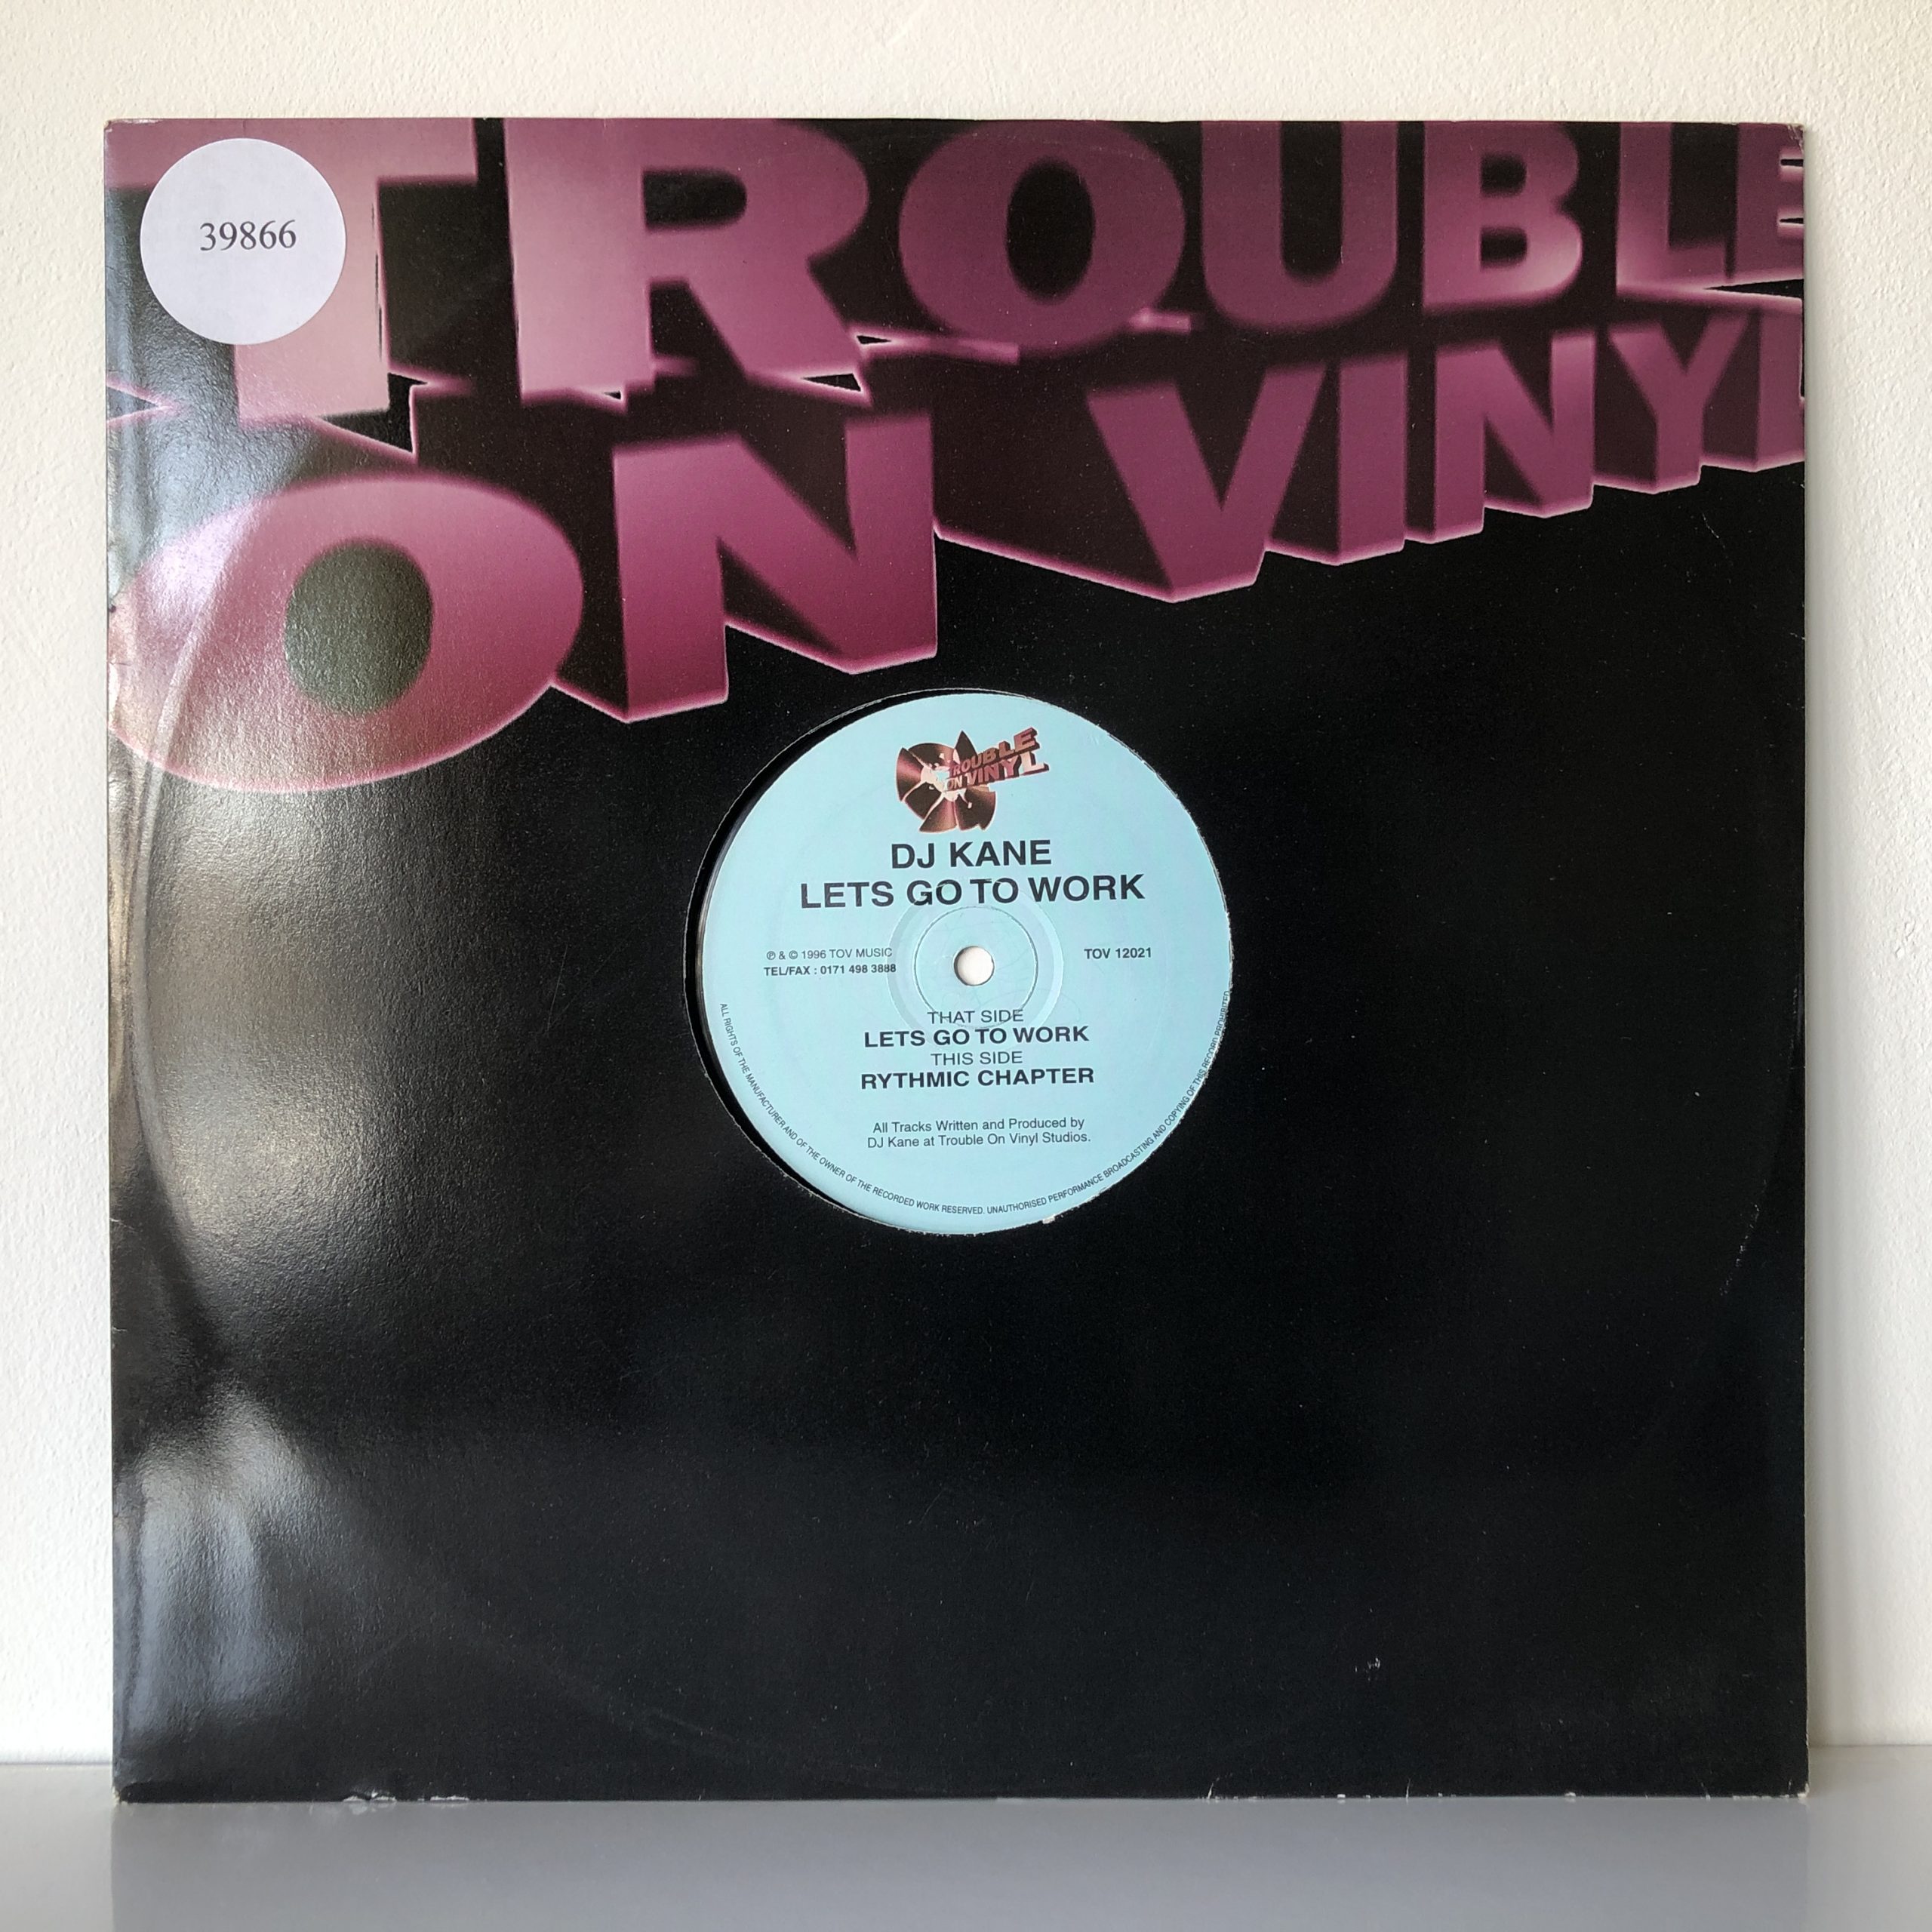 TROUBLE
ON VINYL
39866
TROUBLE
ON VINYL
DJ KANE
LETS GO TO WORK
℗ & © 1996 TOV MUSIC
TEL/FAX : 0171 498 3888
TOV 12021
THAT SIDE
LETS GO TO WORK
THIS SIDE
RYTHMIC CHAPTER
All Tracks Written and Produced by
DJ Kane at Trouble On Vinyl Studios.
ALL RIGHTS OF THE MANUFACTURER AND OF THE OWNER OF THE RECORDED WORK RESERVED. UNAUTHORISED PERFORMANCE BROADCASTING AND COPYING OF THIS RECORD PROHIBITED